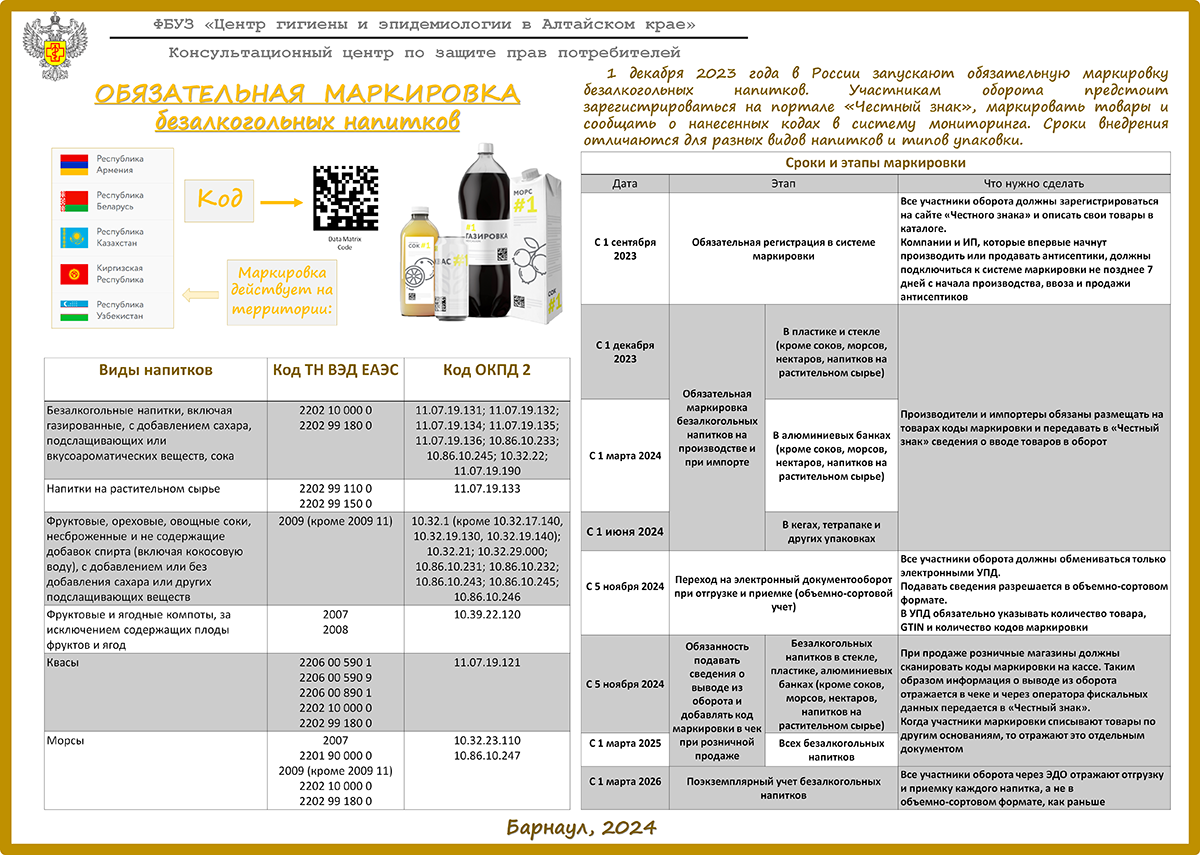 ФБУЗ «Центр гигиены и эпидемиологии в Алтайском крае»
Консультационный центр по защите прав потребителей
ОБЯЗАТЕЛЬНАЯ МАРКИРОВКА
безалкогольных напитков
Республика
Армения
Республика
Беларусь
Республика
Казахстан
Киргизская
Республика
Республика
Узбекистан
Код
Data Matrix
Code
Маркировка
действует на
территории:
СОК #1
КВАС #1
ГАЗИРОВКА
МОРС
#1
СОК
#1
Виды напитков
Код ТН ВЭД ЕАЭС
Код ОКПД 2
Безалкогольные напитки, включая
газированные, с добавлением сахара,
подслащивающих или
вкусоароматических веществ, сока
2202 10 000 0
2202 99 180 0
11.07.19.131; 11.07.19.132;
11.07.19.134; 11.07.19.135;
11.07.19.136; 10.86.10.233;
10.86.10.245; 10.32.22;
11.07.19.190
Напитки на растительном сырье
2202 99 110 0
2202 99 150 0
11.07.19.133
Фруктовые, ореховые, овощные соки,
несброженные и не содержащие
добавок спирта (включая кокосовую
воду), с добавлением или без
добавления сахара или других
подслащивающих веществ
2009 (кроме 2009 11)
10.32.1 (кроме 10.32.17.140,
10.32.19.130, 10.32.19.140);
10.32.21; 10.32.29.000;
10.86.10.231; 10.86.10.232;
10.86.10.243; 10.86.10.245;
10.86.10.246
Фруктовые и ягодные компоты, за
исключением содержащих плоды
фруктов и ягод
2007
2008
10.39.22.120
Квасы
2206 00 590 1
2206 00 590 9
2206 00 890 1
2202 10 000 0
2202 99 180 0
11.07.19.121
Морсы
2007
2201 90 000 0
2009 (кроме 2009 11)
2202 10 000 0
2202 99 180 0
10.32.23.110
10.86.10.247
1 декабря 2023 года в России запускают обязательную маркировку
безалкогольных напитков. Участникам оборота предстоит
зарегистрироваться на портале «Честный знак», маркировать товары и
сообщать о нанесенных кодах в систему мониторинга. Сроки внедрения
отличаются для разных видов напитков и типов упаковки.
Сроки и этапы маркировки
Дата
Этап
Что нужно сделать
С 1 сентября
2023
Обязательная регистрация в системе
маркировки
Все участники оборота должны зарегистрироваться
на сайте «Честного знака» и описать свои товары в
каталоге.
Компании и ИП, которые впервые начнут
производить или продавать антисептики, должны
подключиться к системе маркировки не позднее 7
дней с начала производства, ввоза и продажи
антисептиков
С 1 декабря
2023
Обязательная
маркировка
безалкогольных
напитков на
производстве и
при импорте
В пластике и стекле
(кроме соков, морсов,
нектаров, напитков на
растительном сырье)
Производители и импортеры обязаны размещать на
товарах коды маркировки и передавать в «Честный
знак» сведения о вводе товаров в оборот
С 1 марта 2024
В алюминиевых банках
(кроме соков, морсов,
нектаров, напитков на
растительном сырье)
С 1 июня 2024
В кегах, тетрапаке и
других упаковках
С 5 ноября 2024
Переход на электронный документооборот
при отгрузке и приемке (объемно-сортовой
учет)
Все участники оборота должны обмениваться только
электронными УПД.
Подавать сведения разрешается в объемно-сортовом
формате.
В УПД обязательно указывать количество товара,
GTIN и количество кодов маркировки
С 5 ноября 2024
Обязанность
подавать
сведения о
выводе из
оборота и
добавлять код
маркировки в чек
при розничной
продаже
Безалкогольных
напитков в стекле,
пластике, алюминиевых
банках (кроме соков,
морсов, нектаров,
напитков на
растительном сырье)
При продаже розничные магазины должны
сканировать коды маркировки на кассе. Таким
образом информация о выводе из оборота
отражается в чеке и через оператора фискальных
данных передается в «Честный знак».
Когда участники маркировки списывают товары по
другим основаниям, то отражают это отдельным
документом
С 1 марта 2025
Всех безалкогольных
напитков
С 1 марта 2026
Поэкземплярный учет безалкогольных
напитков
Все участники оборота через ЭДО отражают отгрузку
и приемку каждого напитка, а не в
объемно-сортовом формате, как раньше
Барнаул, 2024